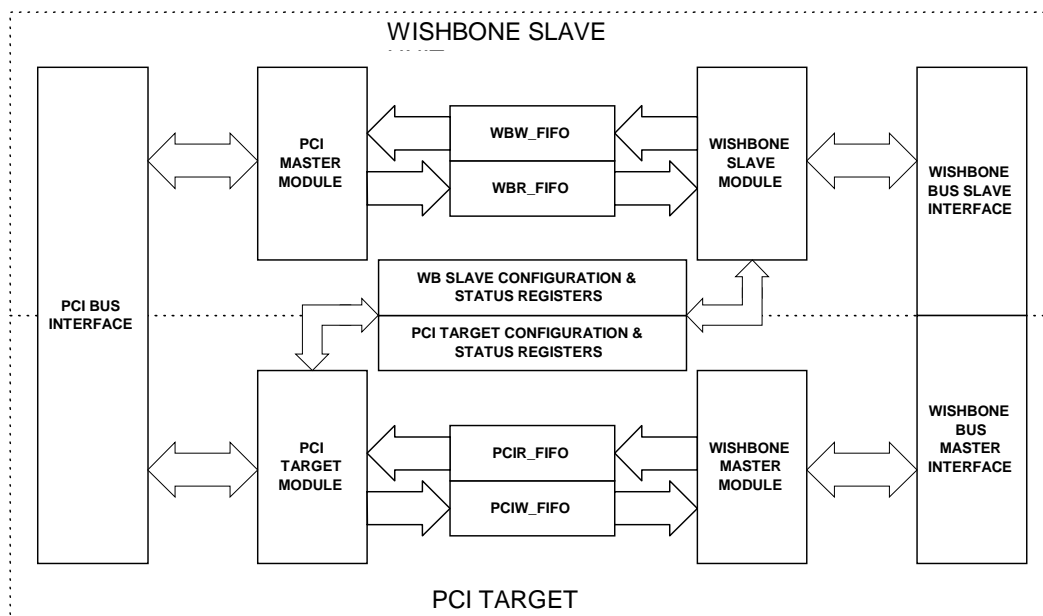 WISHBONE SLAVE
PCI
MASTER
MODULE
WBW_FIFO
WBR_FIFO
WISHBONE
SLAVE
MODULE
WISHBONE
BUS SLAVE
INTERFACE
PCI BUS
INTERFACE
WB SLAVE CONFIGURATION &
STATUS REGISTERS
PCI TARGET CONFIGURATION &
STATUS REGISTERS
PCI
TARGET
MODULE
PCIR_FIFO
PCIW_FIFO
WISHBONE
MASTER
MODULE
WISHBONE
BUS
MASTER
INTERFACE
PCI TARGET